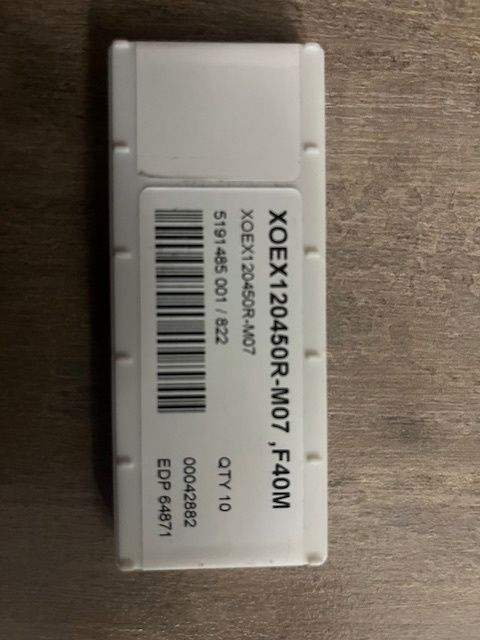 XOEX120450R-M07 ,F40M
XOEX120450R-M07
5191485 001 / 822
QTY 10
00042882
EDP 64871